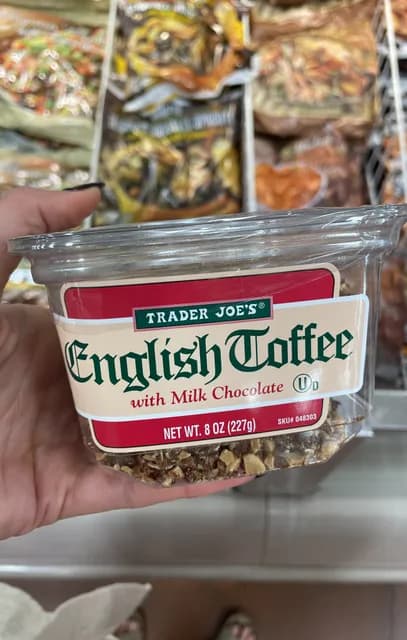 TRADER JOE'S®
English Toffee
with Milk Chocolate
U D
NET WT. 8 OZ (227g)
SKU# 048303